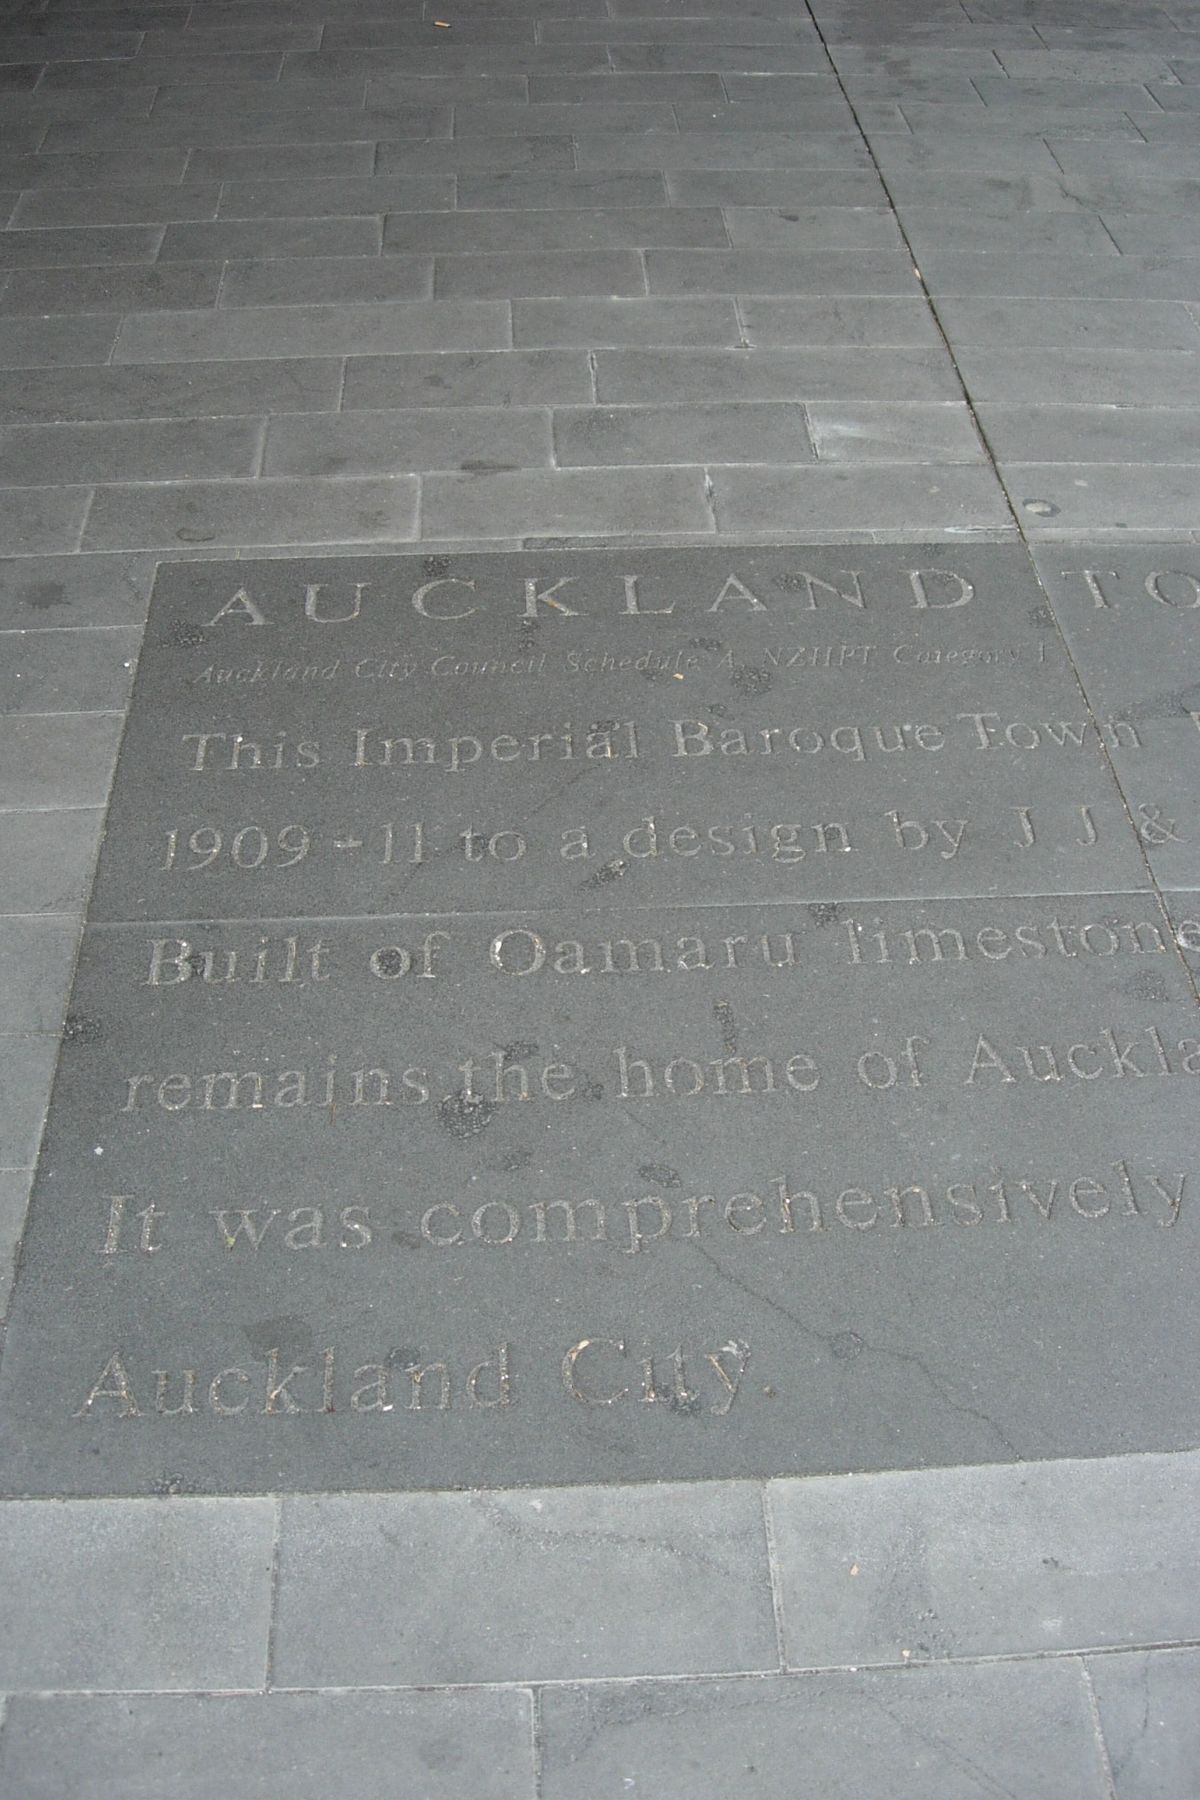 AUCKLAND TO
Auckland City Council Schedule A, NZHPT Category I
This Imperial Baroque Town
1909-11 to a design by J J &
Built of Oamaru limestone
remains the home of Auckla
It was comprehensively
Auckland City.